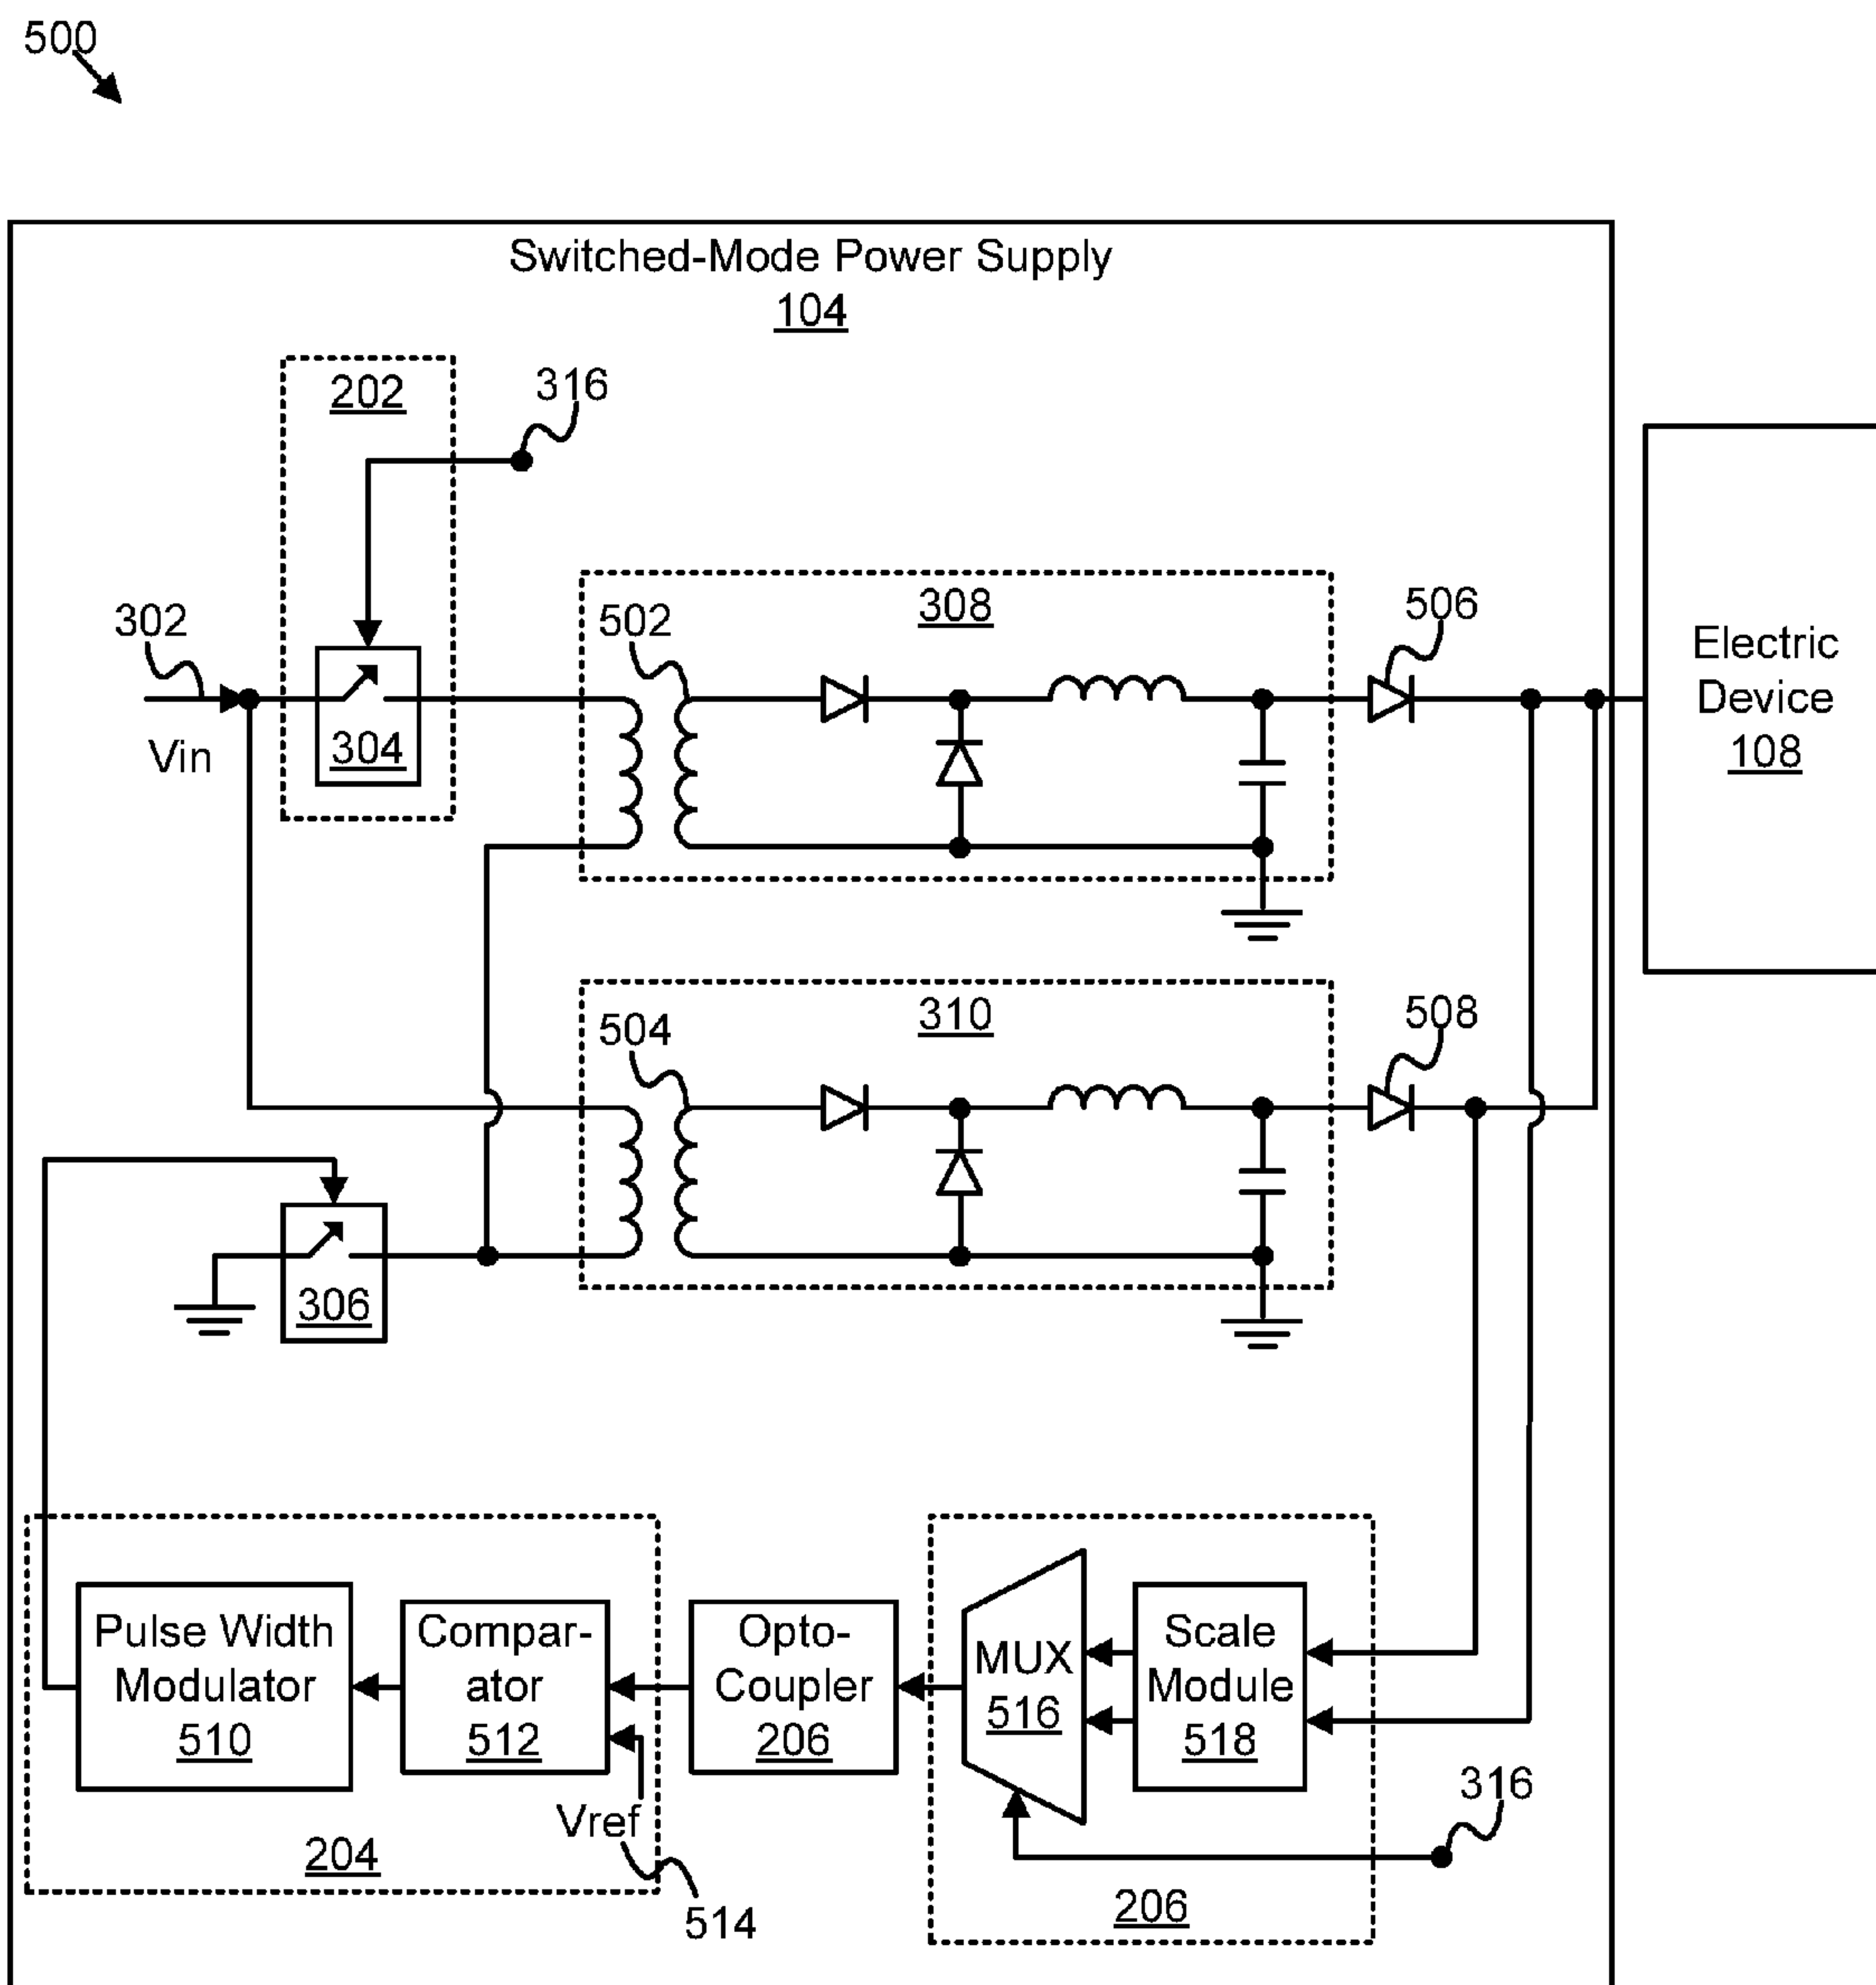 500
Switched-Mode Power Supply
104
202
316
302
Vin
304
502
308
506
Electric
Device
108
504
310
508
306
Pulse Width
Modulator
510
Compar-
ator
512
Opto-
Coupler
206
MUX
516
Scale
Module
518
316
Vref
204
514
206